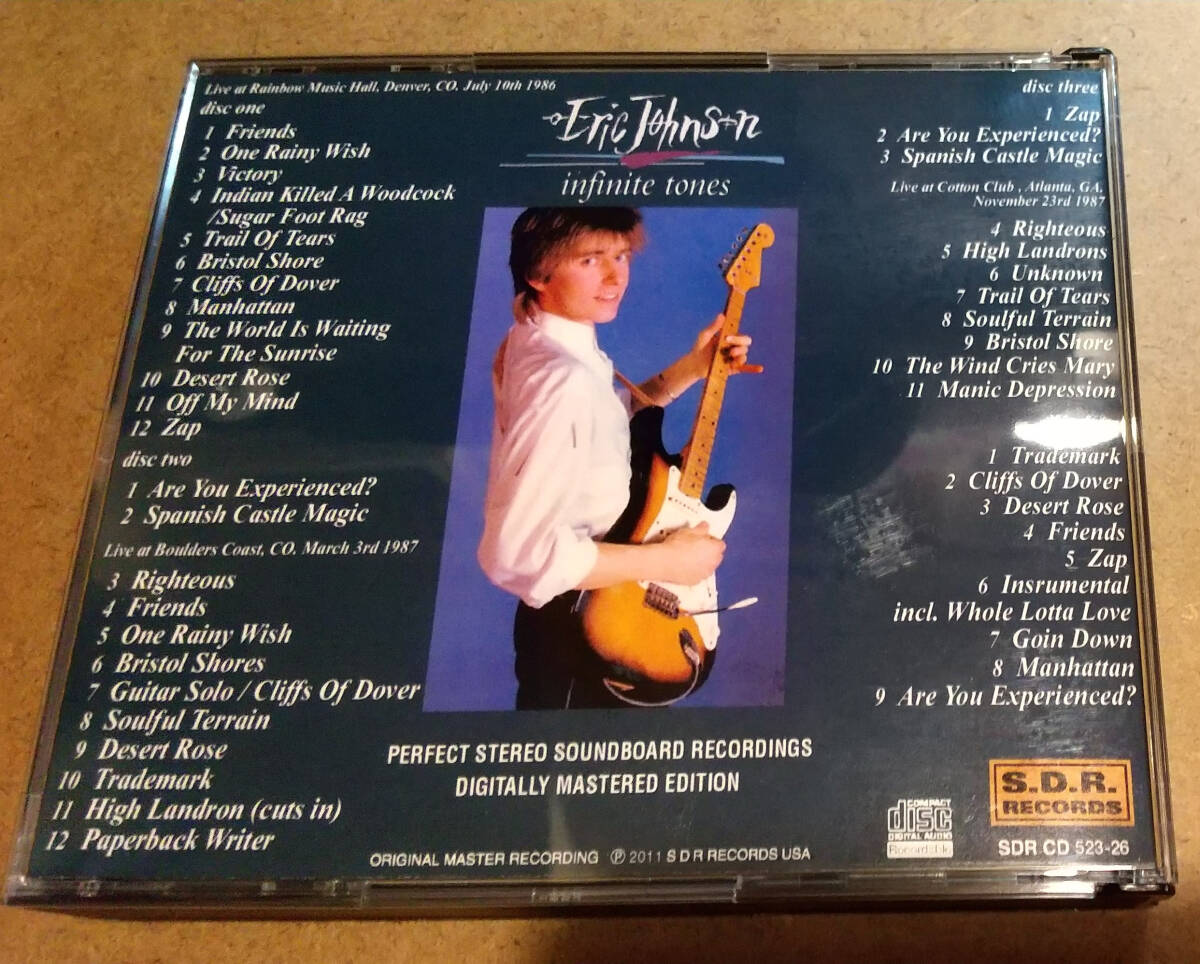 Live at Rainbow Music Hall, Denver, CO. July 10th 1986
disc one
1 Friends
2 One Rainy Wish
3 Victory
4 Indian Killed A Woodcock
/Sugar Foot Rag
5 Trail Of Tears
6 Bristol Shore
7 Cliffs Of Dover
8 Manhattan
9 The World Is Waiting
For The Sunrise
10 Desert Rose
11 Off My Mind
12 Zap
disc two
1 Are You Experienced?
2 Spanish Castle Magic
Live at Boulders Coast, CO. March 3rd 1987
3 Righteous
4 Friends
5 One Rainy Wish
6 Bristol Shores
7 Guitar Solo / Cliffs Of Dover
8 Soulful Terrain
9 Desert Rose
10 Trademark
11 High Landron (cuts in)
12 Paperback Writer
Eric Johnson
infinite tones
PERFECT STEREO SOUNDBOARD RECORDINGS
DIGITALLY MASTERED EDITION
ORIGINAL MASTER RECORDING ℗ 2011 S D R RECORDS USA
disc three
1 Zap
2 Are You Experienced?
3 Spanish Castle Magic
Live at Cotton Club , Atlanta, GA.
November 23rd 1987
4 Righteous
5 High Landrons
6 Unknown
7 Trail Of Tears
8 Soulful Terrain
9 Bristol Shore
10 The Wind Cries Mary
11 Manic Depression
1 Trademark
2 Cliffs Of Dover
3 Desert Rose
4 Friends
5 Zap
6 Insrumental
incl. Whole Lotta Love
7 Goin Down
8 Manhattan
9 Are You Experienced?
COMPACT
disc
DIGITAL AUDIO
Recordable
S.D.R.
RECORDS
SDR CD 523-26